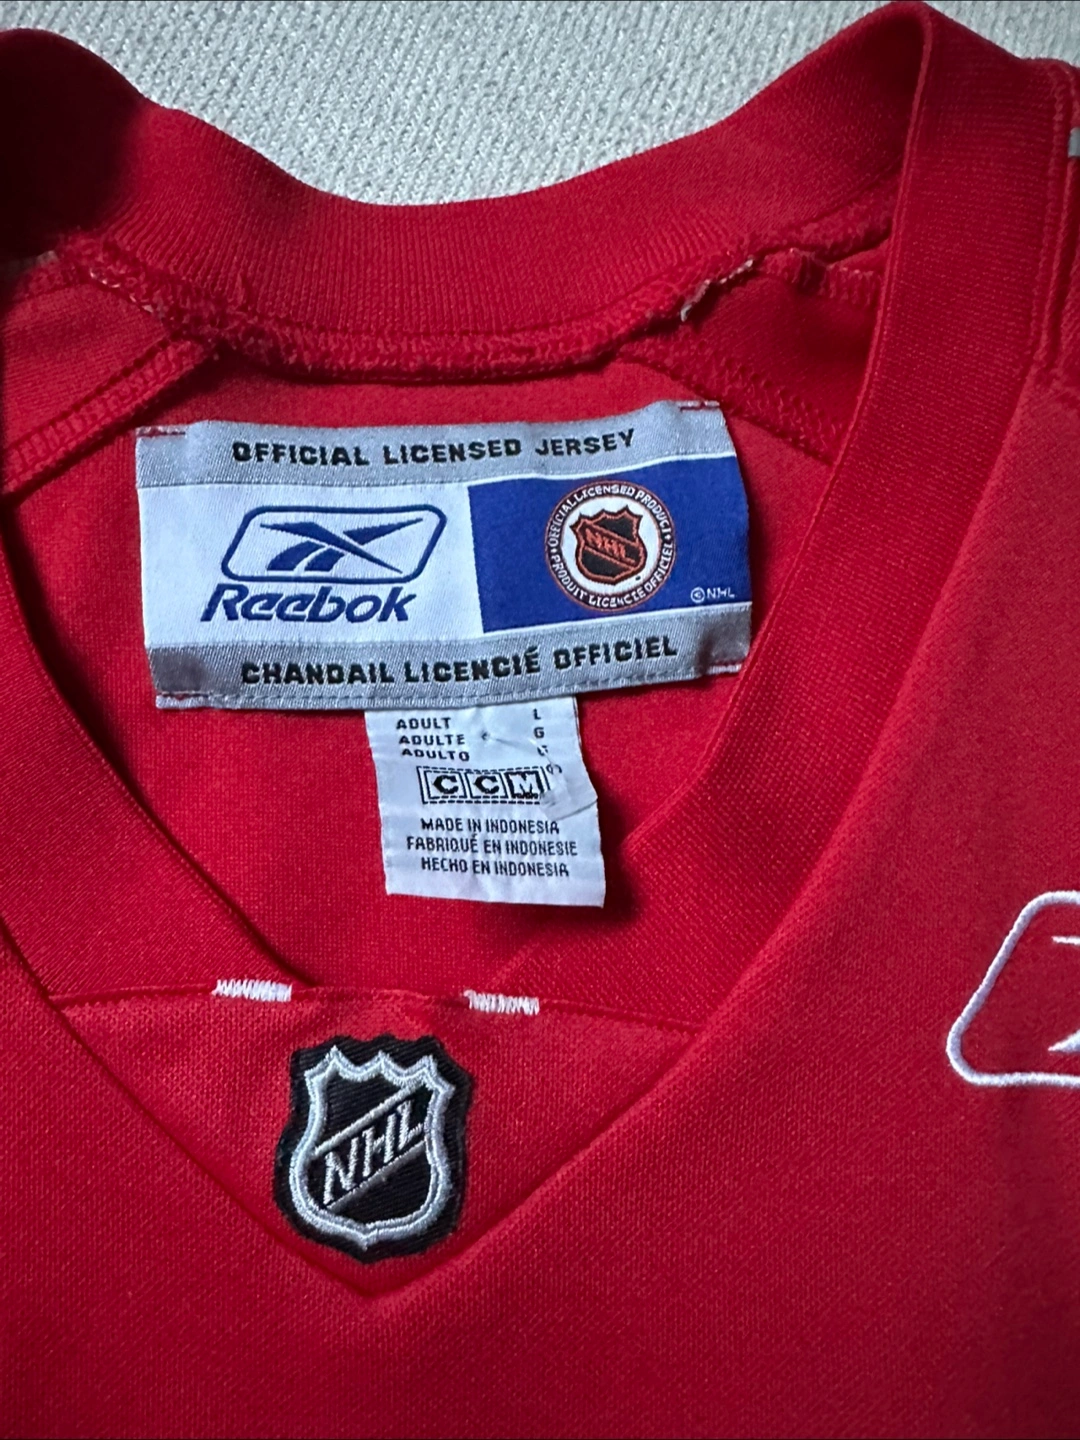 OFFICIAL LICENSED JERSEY
Reebok
OFFICIAL LICENSED PRODUCT
NHL
PRODUIT LICENCIÉ OFFICIEL
© NHL
CHANDAIL LICENCIÉ OFFICIEL
ADULT L
ADULTE G
ADULTO
CCM
MADE IN INDONESIA
FABRIQUÉ EN INDONESIE
HECHO EN INDONESIA
NHL